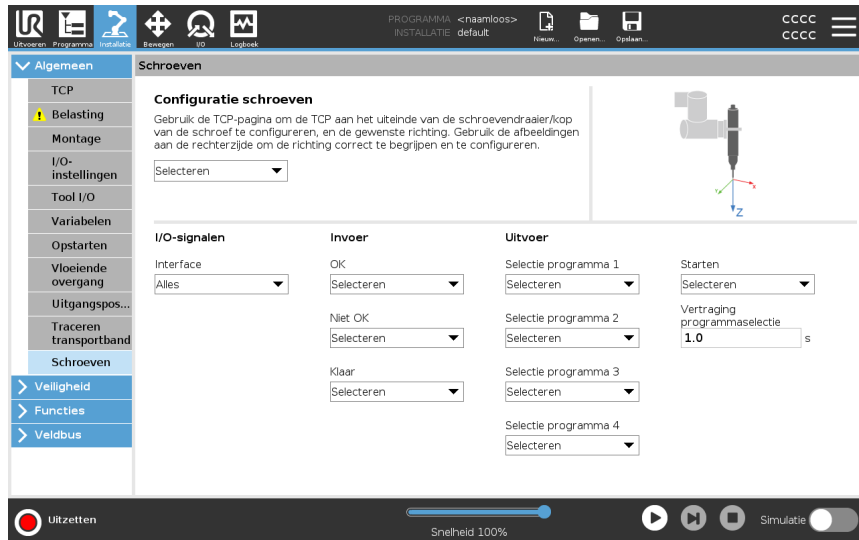 UR
PROGRAMMA <naamloos>
INSTALLATIE default
cccc
cccc
Uitvoeren Programma Installatie Bewegen I/O Logboek Nieuw... Openen... Opslaan...
Algemeen
TCP
Belasting
Montage
I/O-
instellingen
Tool I/O
Variabelen
Opstarten
Vloeiende
overgang
Uitgangspos...
Traceren
transportband
Schroeven
Veiligheid
Functies
Veldbus
Schroeven
Configuratie schroeven
Gebruik de TCP-pagina om de TCP aan het uiteinde van de schroevendraaier/kop
van de schroef te configureren, en de gewenste richting. Gebruik de afbeeldingen
aan de rechterzijde om de richting correct te begrijpen en te configureren.
Selecteren
Y
X
Z
I/O-signalen
Interface
Alles
Invoer
OK
Selecteren
Niet OK
Selecteren
Klaar
Selecteren
Uitvoer
Selectie programma 1
Selecteren
Selectie programma 2
Selecteren
Selectie programma 3
Selecteren
Selectie programma 4
Selecteren
Starten
Selecteren
Vertraging
programmaselectie
1.0 s
Uitzetten
Snelheid 100%
Simulatie